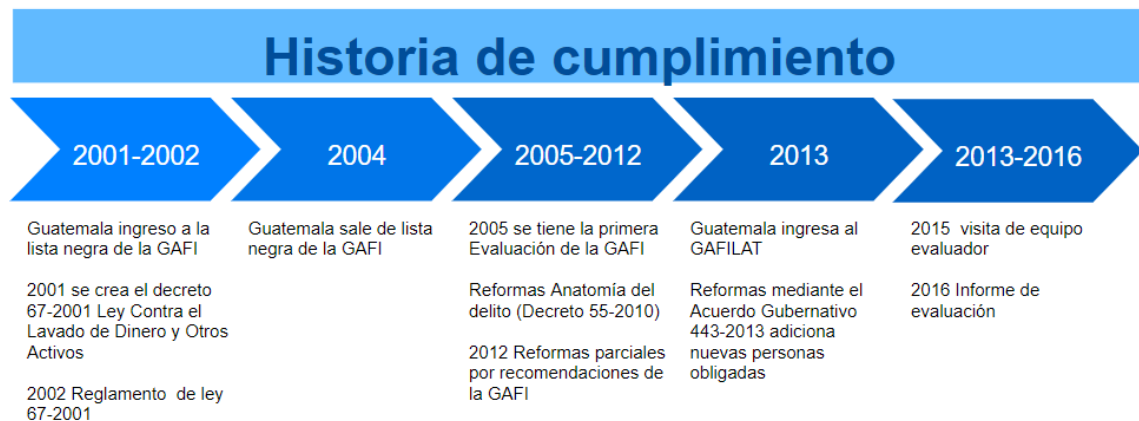 Historia de cumplimiento
2001-2002
2004
2005-2012
2013
2013-2016
Guatemala ingreso a la
lista negra de la GAFI
2001 se crea el decreto
67-2001 Ley Contra el
Lavado de Dinero y Otros
Activos
2002 Reglamento de ley
67-2001
Guatemala sale de lista
negra de la GAFI
2005 se tiene la primera
Evaluación de la GAFI
Reformas Anatomía del
delito (Decreto 55-2010)
2012 Reformas parciales
por recomendaciones de
la GAFI
Guatemala ingresa al
GAFILAT
Reformas mediante el
Acuerdo Gubernativo
443-2013 adiciona
nuevas personas
obligadas
2015 visita de equipo
evaluador
2016 Informe de
evaluación